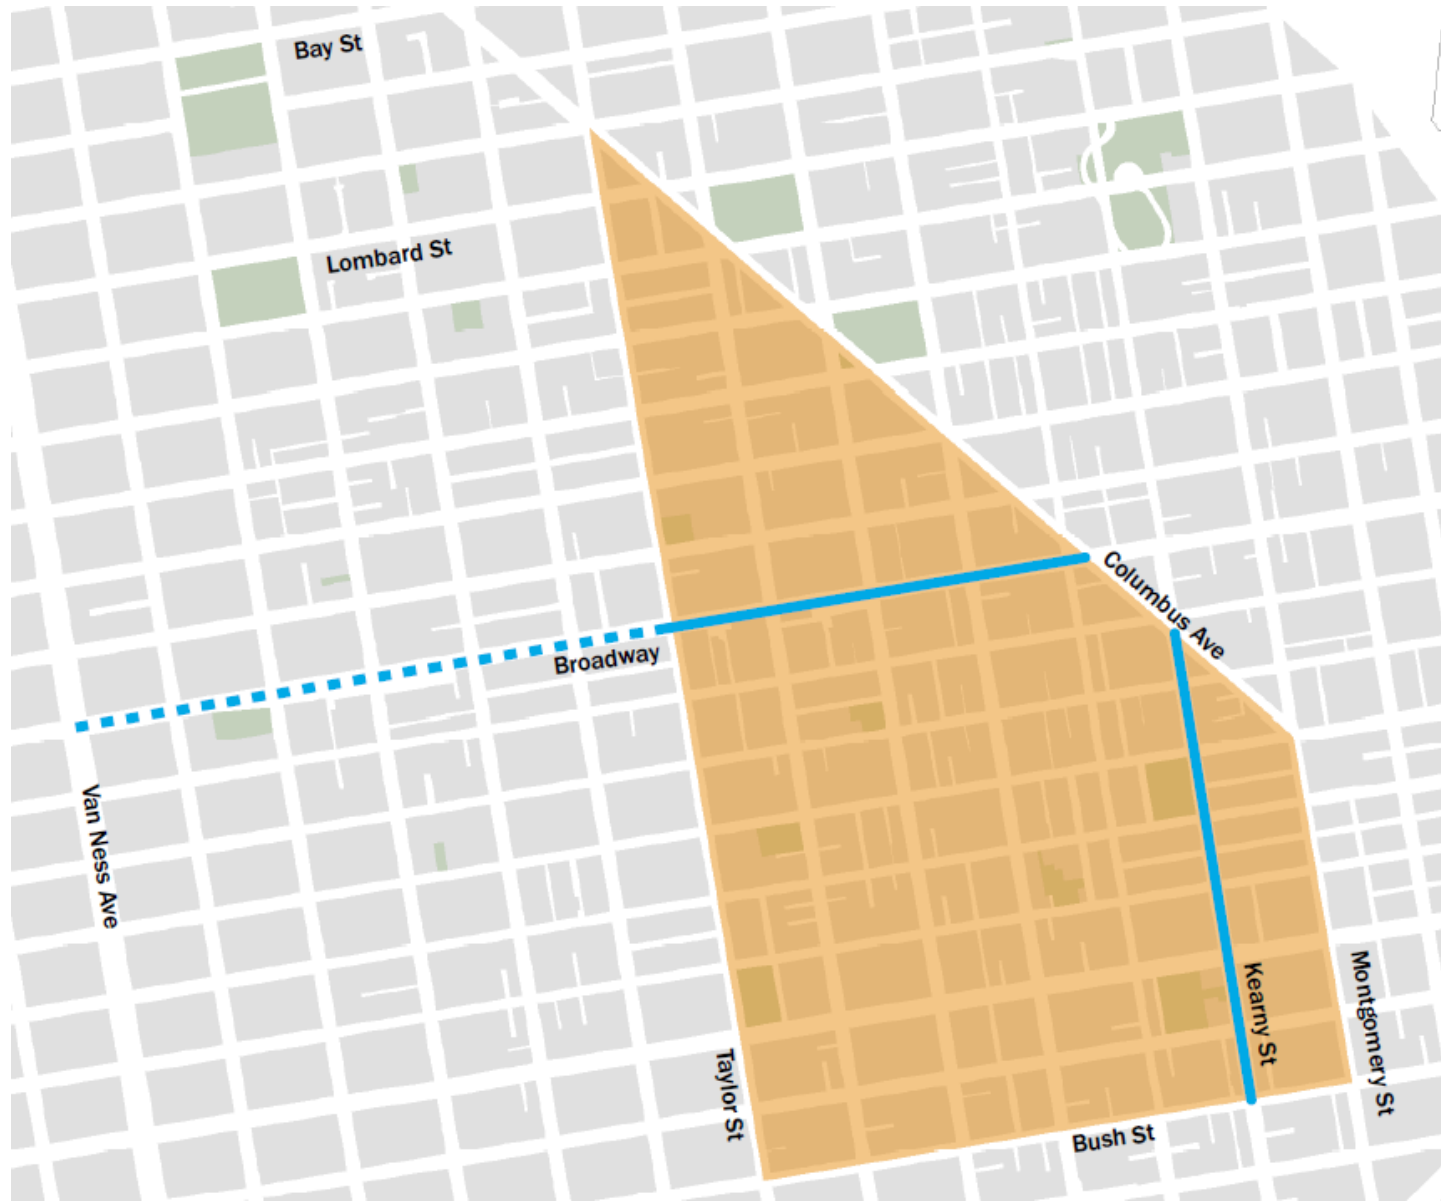 Bay St
Lombard St
Columbus Ave
Broadway
Van Ness Ave
Kearny St
Montgomery St
Taylor St
Bush St